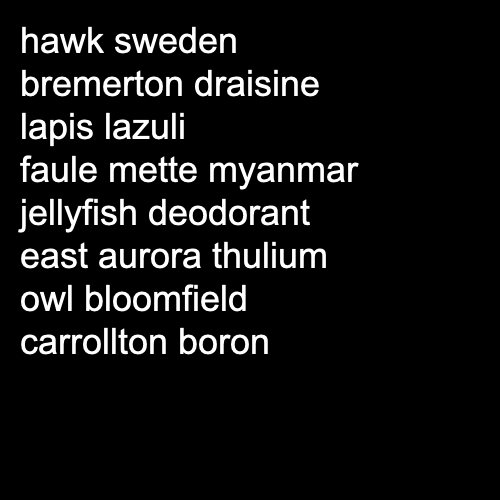 hawk sweden
bremerton draisine
lapis lazuli
faule mette myanmar
jellyfish deodorant
east aurora thulium
owl bloomfield
carrollton boron